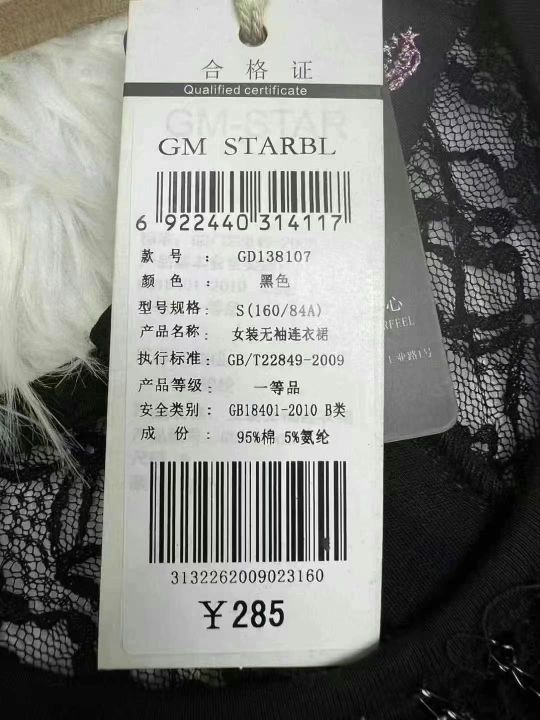 合格证
Qualified certificate
GM-STAR
GM STARBL
6 922440 314117
款号 : GD138107
颜色 : 黑色
型号规格: S(160/84A)
产品名称: 女装无袖连衣裙
执行标准: GB/T22849-2009
产品等级: 一等品
安全类别: GB18401-2010 B类
成份 : 95%棉 5%氨纶
3132262009023160
¥285
心
RFEEL